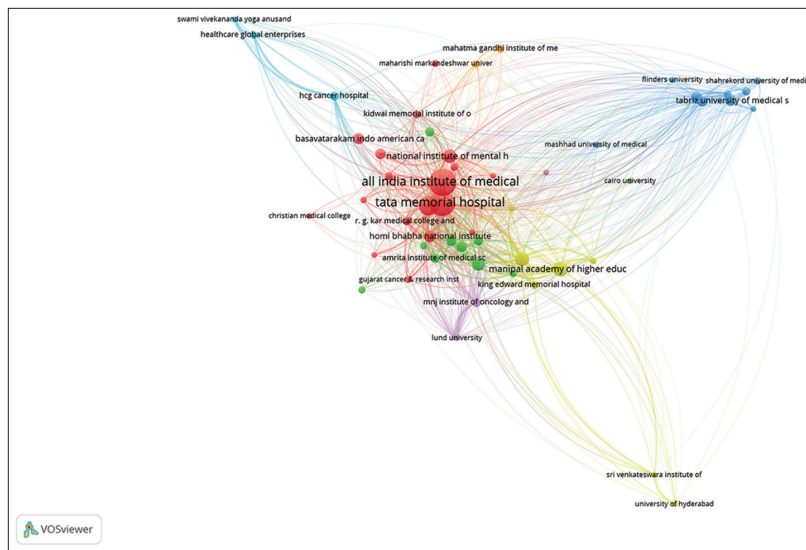 swami vivekananda yoga anusand
healthcare global enterprises
mahatma gandhi institute of me
maharishi markandeshwar univer
flinders university
shahrekord university of medi
hcg cancer hospital
tabriz university of medical s
kidwai memorial institute of o
basavatarakam indo american ca
mashhad university of medical
national institute of mental h
all india institute of medical
cairo university
tata memorial hospital
christian medical college
r. g. kar medical college and
homi bhabha national institute
amrita institute of medical sc
manipal academy of higher educ
gujarat cancer & research inst
king edward memorial hospital
mnj institute of oncology and
lund university
sri venkateswara institute of
university of hyderabad
VOSviewer